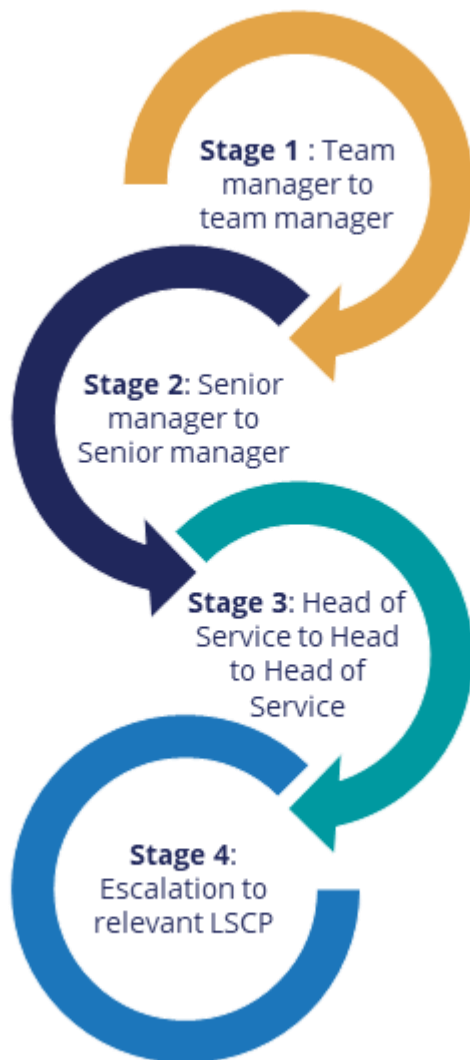 Stage 1 : Team
manager to
team manager
Stage 2: Senior
manager to
Senior manager
Stage 3: Head of
Service to Head
to Head of
Service
Stage 4:
Escalation to
relevant LSCP